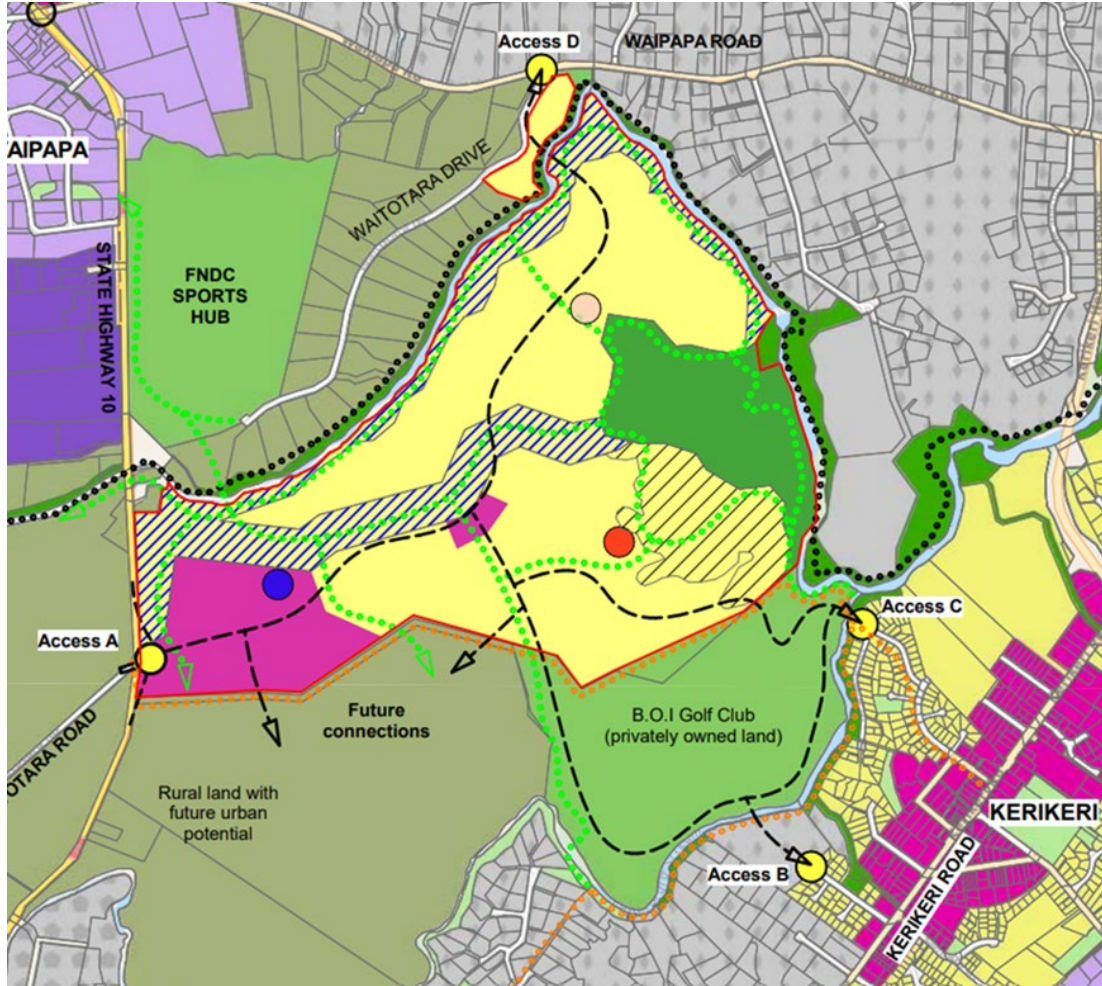 Access D
WAIPAPA ROAD
AIPAPA
WAITOTARA DRIVE
STATE HIGHWAY 10
FNDC
SPORTS
HUB
Access A
Access C
OTARA ROAD
Future
connections
B.O.I Golf Club
(privately owned land)
Rural land with
future urban
potential
KERIKERI
Access B
KERIKERI ROAD